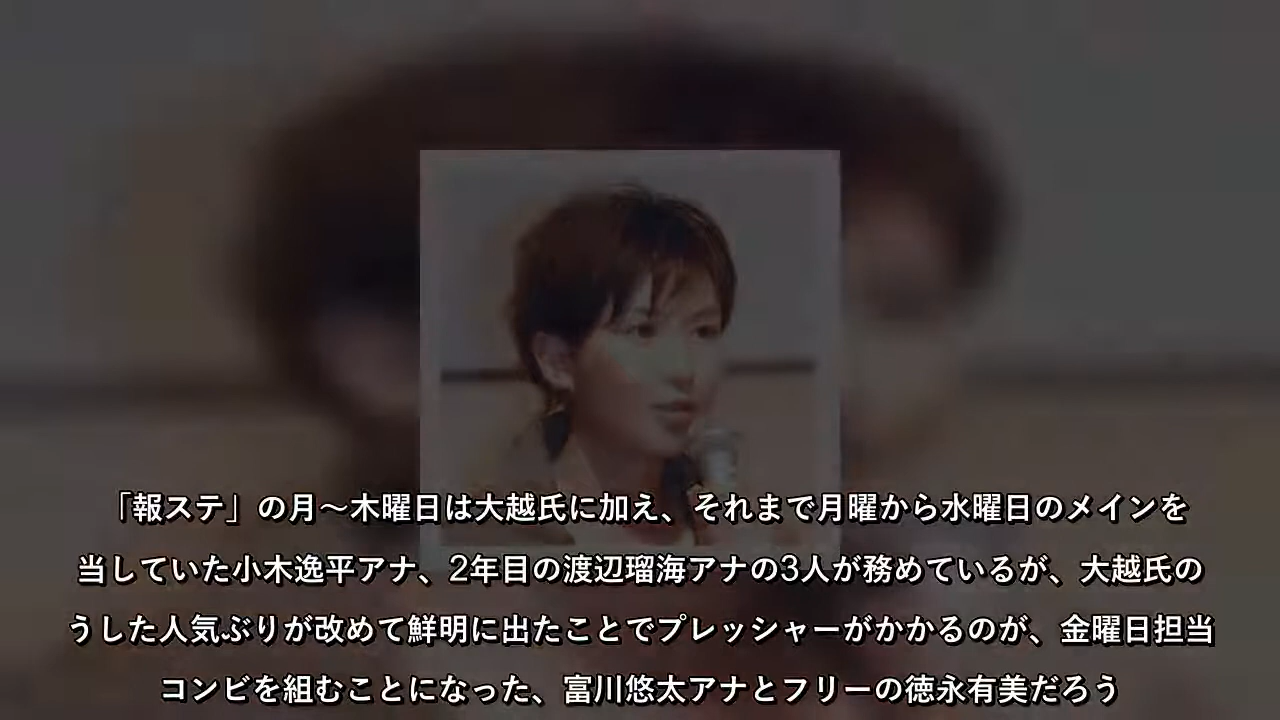 「報ステ」の月〜木曜日は大越氏に加え、それまで月曜から水曜日のメインを
当していた小木逸平アナ、2年目の渡辺瑠海アナの3人が務めているが、大越氏の
うした人気ぶりが改めて鮮明に出たことでプレッシャーがかかるのが、金曜日担当
コンビを組むことになった、富川悠太アナとフリーの徳永有美だろう